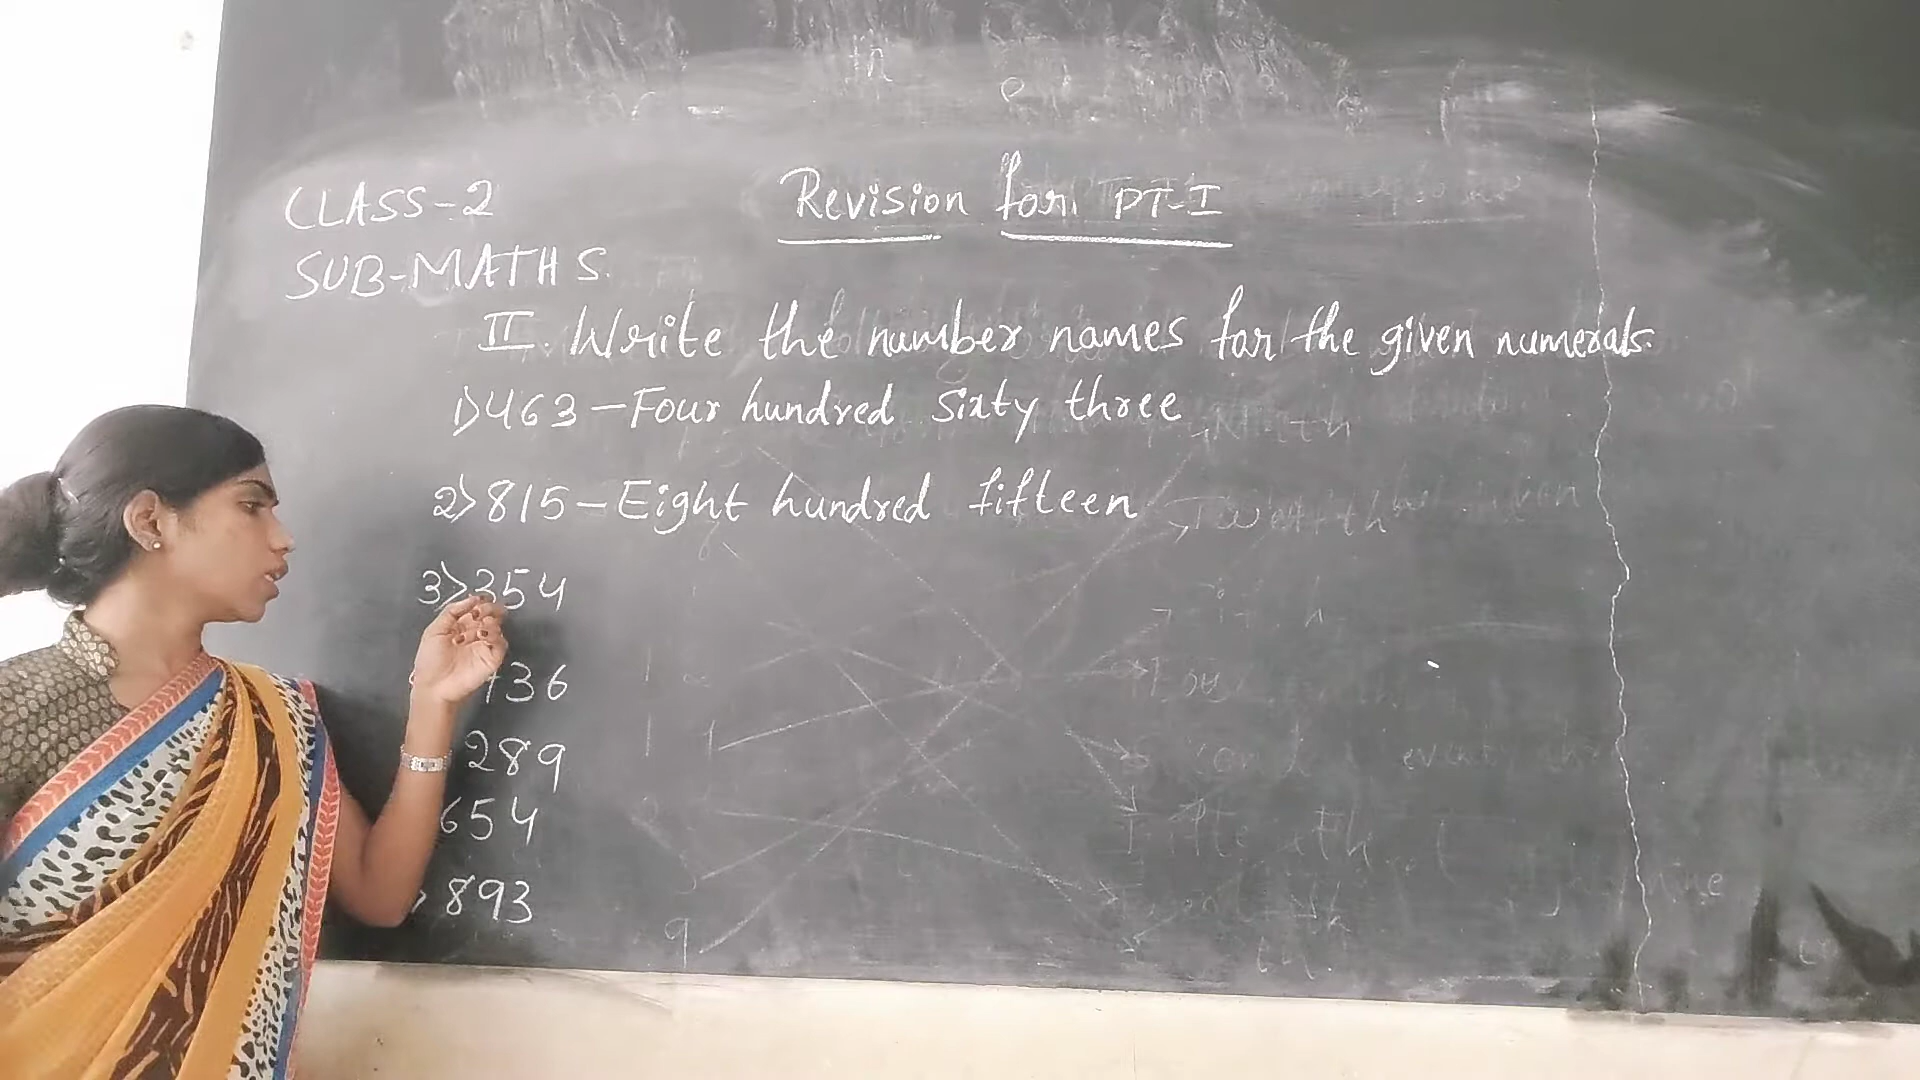 CLASS-2
Revision for PT-I
SUB-MATHS.
II. Write the number names for the given numerals.
1) 463 - Four hundred sixty three
2) 815 - Eight hundred fifteen
3) 354
736
289
654
893